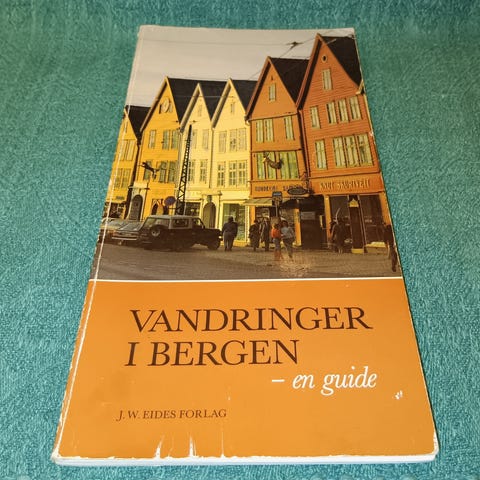 VANDRINGER
I BERGEN
– en guide
J. W. EIDES FORLAG